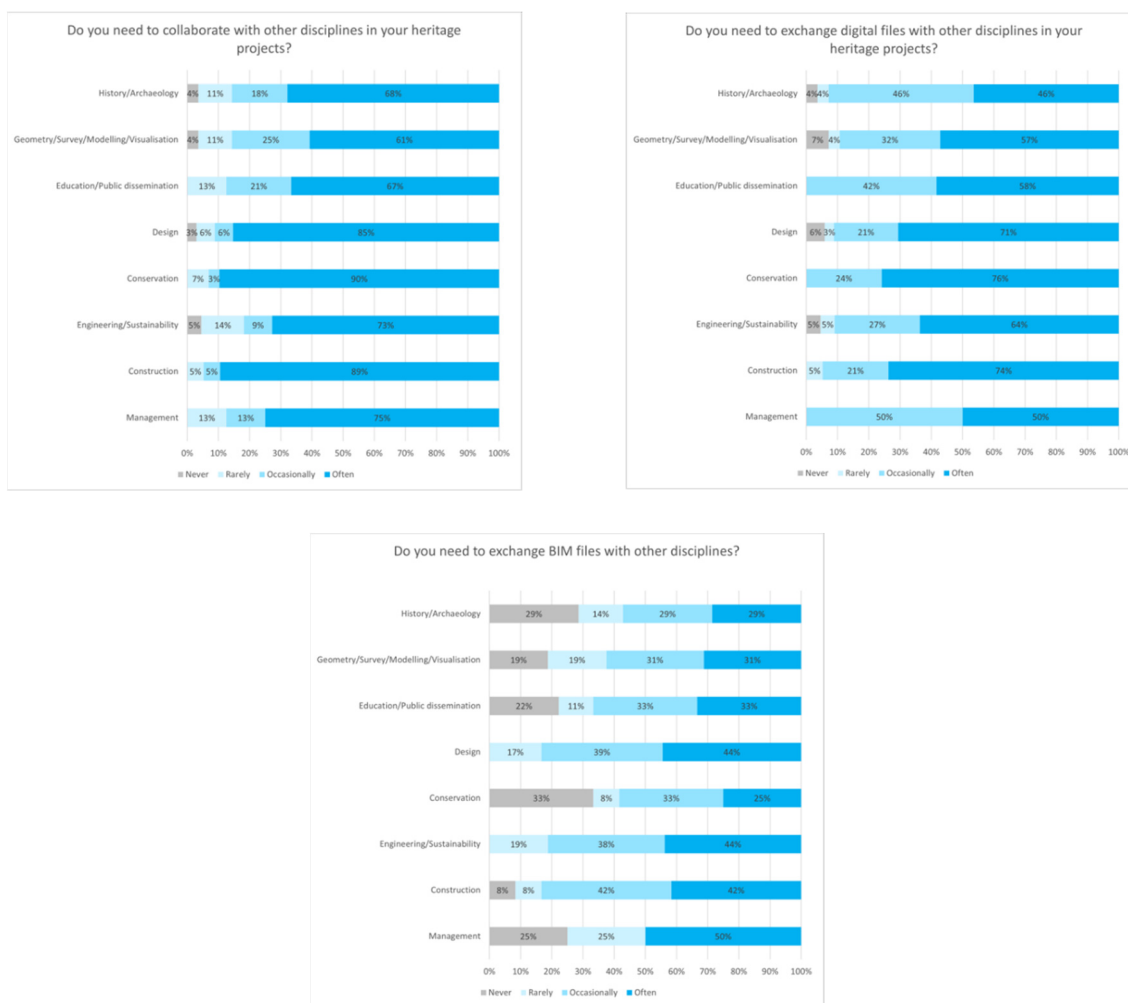 Do you need to collaborate with other disciplines in your heritage
projects?
History/Archaeology 4% 11% 18% 68%
Geometry/Survey/Modelling/Visualisation 4% 11% 25% 61%
Education/Public dissemination 13% 21% 67%
Design 3% 6% 6% 85%
Conservation 7% 3% 90%
Engineering/Sustainability 5% 14% 9% 73%
Construction 5% 5% 89%
Management 13% 13% 75%
0% 10% 20% 30% 40% 50% 60% 70% 80% 90% 100%
Never Rarely Occasionally Often
Do you need to exchange digital files with other disciplines in your
heritage projects?
History/Archaeology 4% 4% 46% 46%
Geometry/Survey/Modelling/Visualisation 7% 4% 32% 57%
Education/Public dissemination 42% 58%
Design 6% 3% 21% 71%
Conservation 24% 76%
Engineering/Sustainability 5% 5% 27% 64%
Construction 5% 21% 74%
Management 50% 50%
0% 10% 20% 30% 40% 50% 60% 70% 80% 90% 100%
Never Rarely Occasionally Often
Do you need to exchange BIM files with other disciplines?
History/Archaeology 29% 14% 29% 29%
Geometry/Survey/Modelling/Visualisation 19% 19% 31% 31%
Education/Public dissemination 22% 11% 33% 33%
Design 17% 39% 44%
Conservation 33% 8% 33% 25%
Engineering/Sustainability 19% 38% 44%
Construction 8% 8% 42% 42%
Management 25% 25% 50%
0% 10% 20% 30% 40% 50% 60% 70% 80% 90% 100%
Never Rarely Occasionally Often